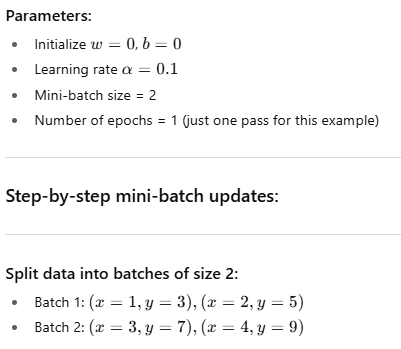 Parameters:
• Initialize w = 0, b = 0
• Learning rate α = 0.1
• Mini-batch size = 2
• Number of epochs = 1 (just one pass for this example)
Step-by-step mini-batch updates:
Split data into batches of size 2:
• Batch 1: (x = 1, y = 3), (x = 2, y = 5)
• Batch 2: (x = 3, y = 7), (x = 4, y = 9)